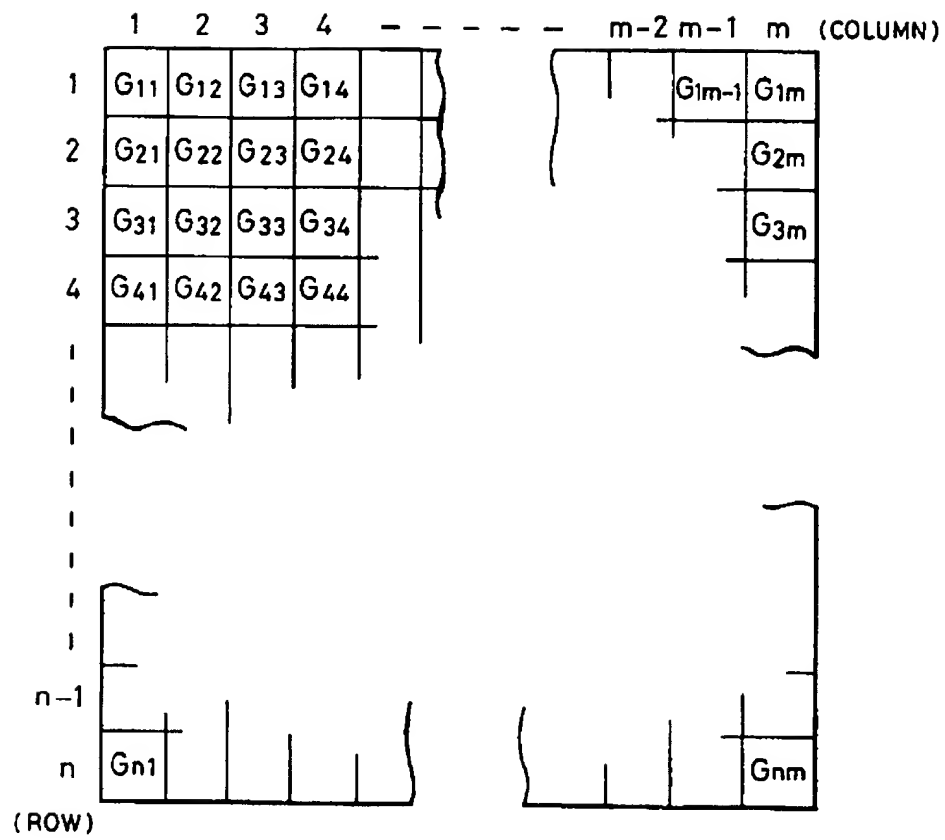 1 2 3 4 – – – – – – m-2 m-1 m (COLUMN)
1 G11 G12 G13 G14 G1m-1 G1m
2 G21 G22 G23 G24 G2m
3 G31 G32 G33 G34 G3m
4 G41 G42 G43 G44
n-1
n Gn1 Gnm
(ROW)